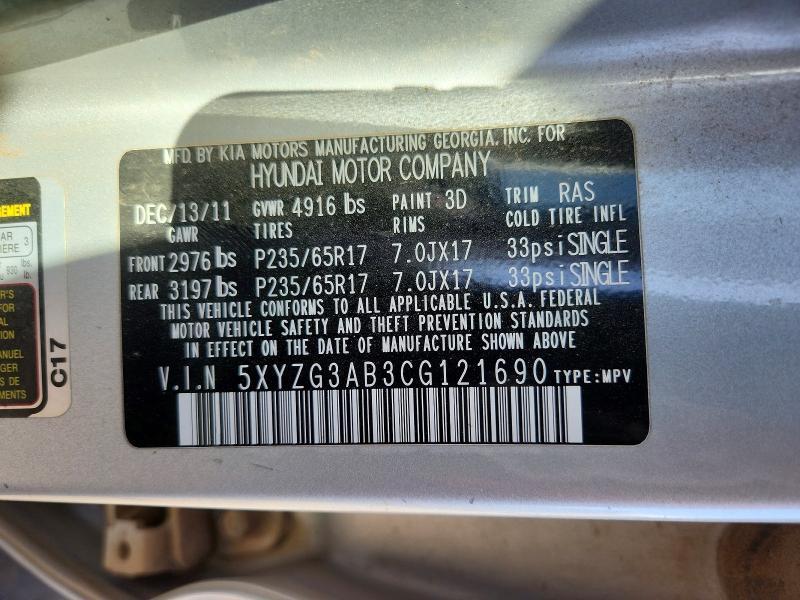 MFD. BY KIA MOTORS MANUFACTURING GEORGIA, INC. FOR
HYUNDAI MOTOR COMPANY
DEC/13/11 GVWR 4916 lbs PAINT 3D TRIM RAS
GAWR TIRES RIMS COLD TIRE INFL
FRONT 2976 lbs P235/65R17 7.0JX17 33psi SINGLE
REAR 3197 lbs P235/65R17 7.0JX17 33psi SINGLE
THIS VEHICLE CONFORMS TO ALL APPLICABLE U.S.A. FEDERAL
MOTOR VEHICLE SAFETY AND THEFT PREVENTION STANDARDS
IN EFFECT ON THE DATE OF MANUFACTURE SHOWN ABOVE
V.I.N 5XYZG3AB3CG121690 TYPE:MPV
3
lbs.
C17